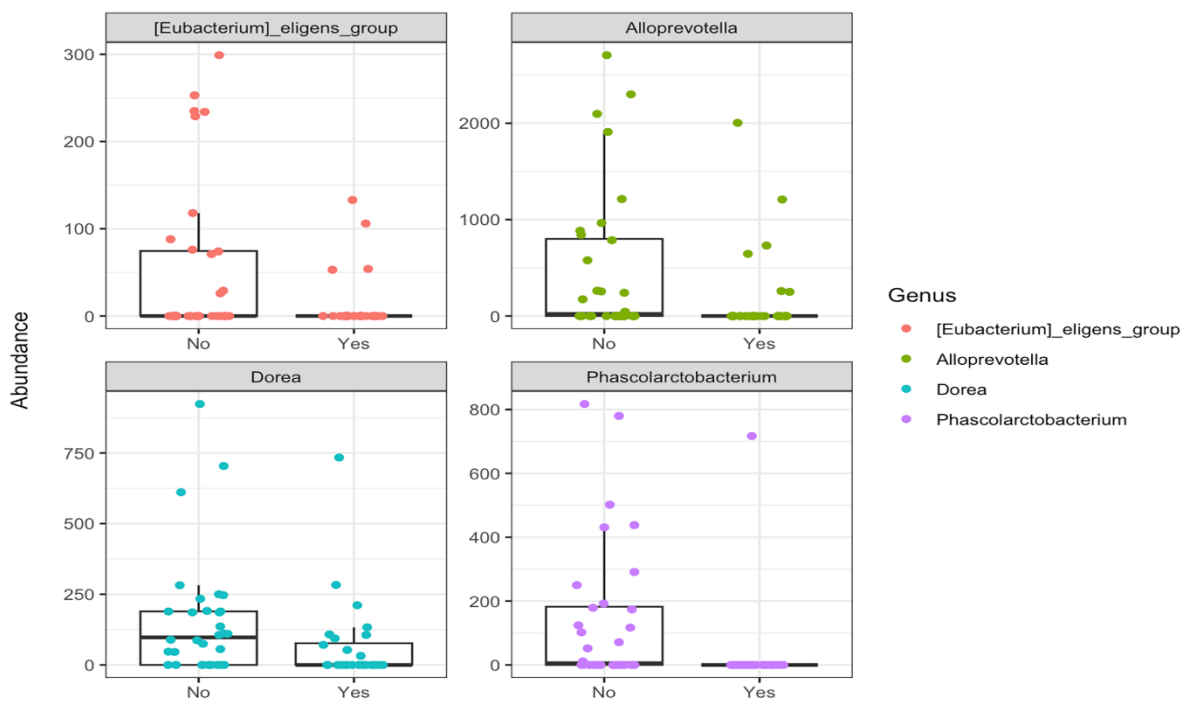 [Eubacterium]_eligens_group
Alloprevotella
300
200
100
0
2000
1000
0
No
Yes
No
Yes
Abundance
Dorea
Phascolarctobacterium
750
500
250
0
800
600
400
200
0
No
Yes
No
Yes
Genus
[Eubacterium]_eligens_group
Alloprevotella
Dorea
Phascolarctobacterium